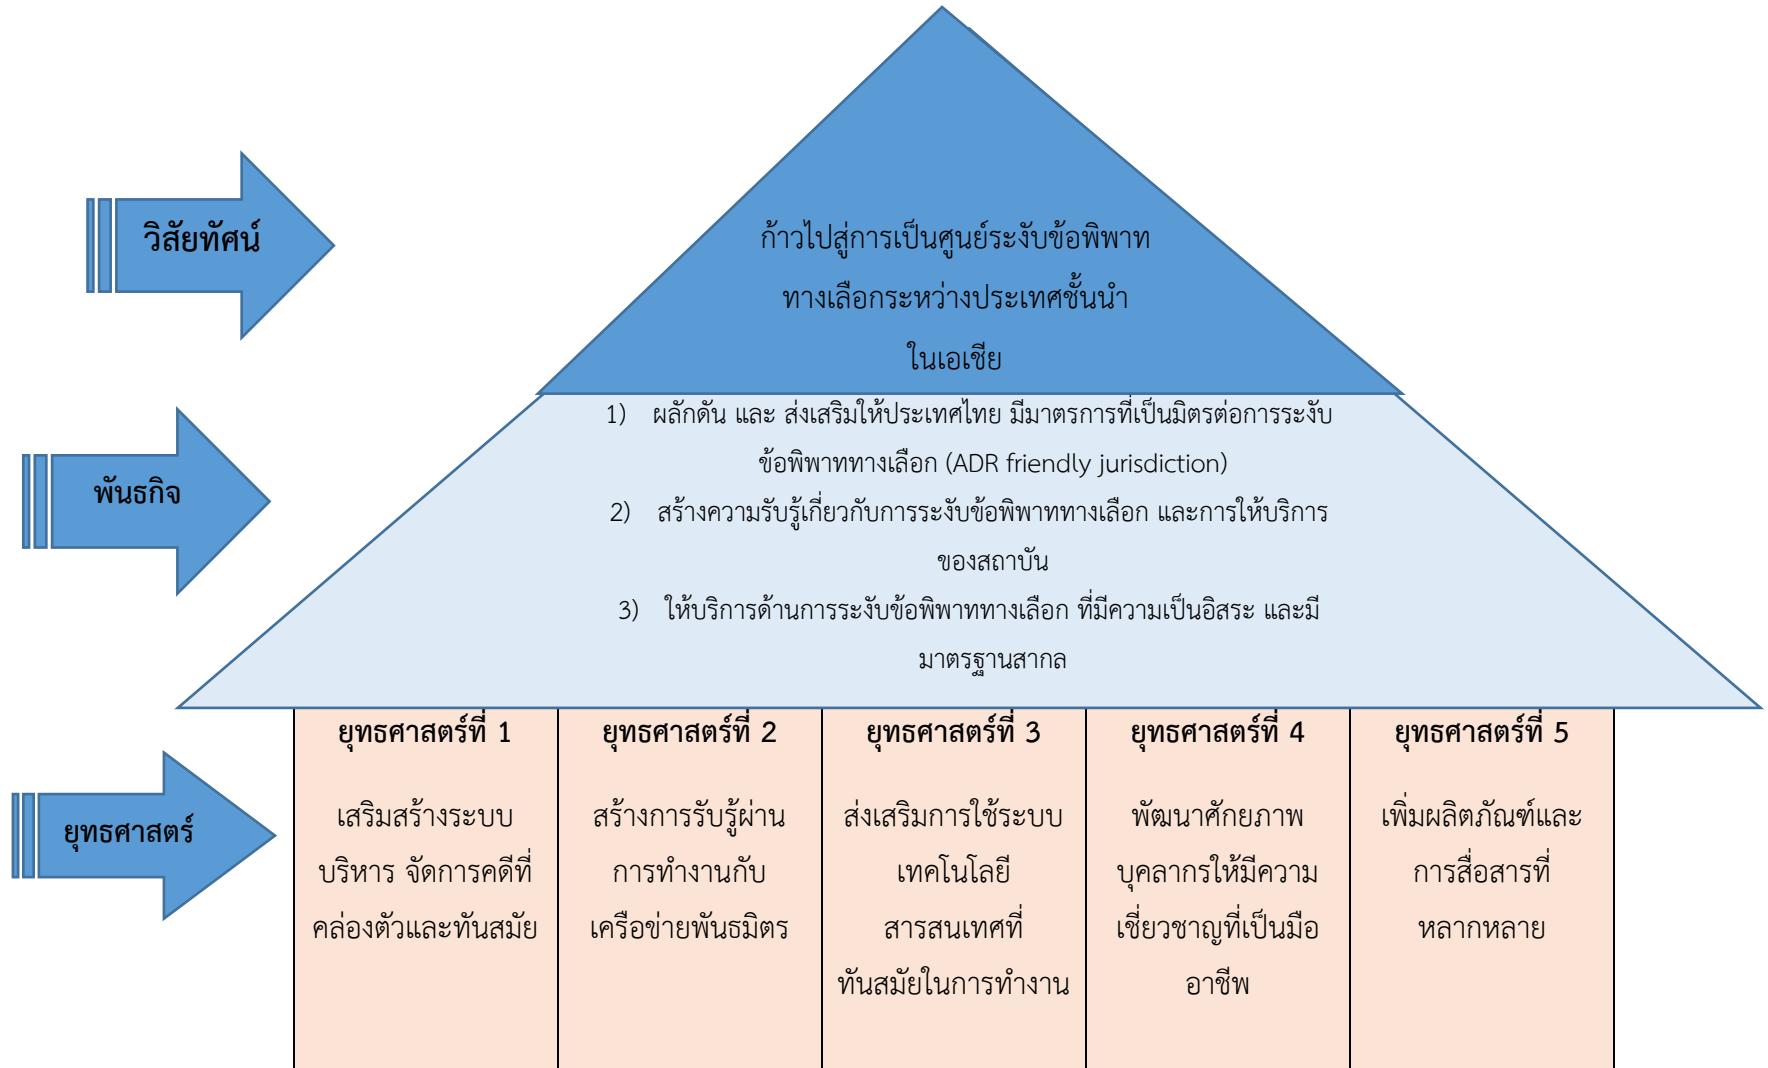 วิสัยทัศน์
ก้าวไปสู่การเป็นศูนย์ระงับข้อพิพาท
ทางเลือกระหว่างประเทศชั้นนำ
ในเอเชีย
พันธกิจ
1) ผลักดัน และ ส่งเสริมให้ประเทศไทย มีมาตรการที่เป็นมิตรต่อการระงับ
ข้อพิพาททางเลือก (ADR friendly jurisdiction)
2) สร้างความรับรู้เกี่ยวกับการระงับข้อพิพาททางเลือก และการให้บริการ
ของสถาบัน
3) ให้บริการด้านการระงับข้อพิพาททางเลือก ที่มีความเป็นอิสระ และมี
มาตรฐานสากล
ยุทธศาสตร์
ยุทธศาสตร์ที่ 1
เสริมสร้างระบบ
บริหาร จัดการคดีที่
คล่องตัวและทันสมัย
ยุทธศาสตร์ที่ 2
สร้างการรับรู้ผ่าน
การทำงานกับ
เครือข่ายพันธมิตร
ยุทธศาสตร์ที่ 3
ส่งเสริมการใช้ระบบ
เทคโนโลยี
สารสนเทศที่
ทันสมัยในการทำงาน
ยุทธศาสตร์ที่ 4
พัฒนาศักยภาพ
บุคลากรให้มีความ
เชี่ยวชาญที่เป็นมือ
อาชีพ
ยุทธศาสตร์ที่ 5
เพิ่มผลิตภัณฑ์และ
การสื่อสารที่
หลากหลาย